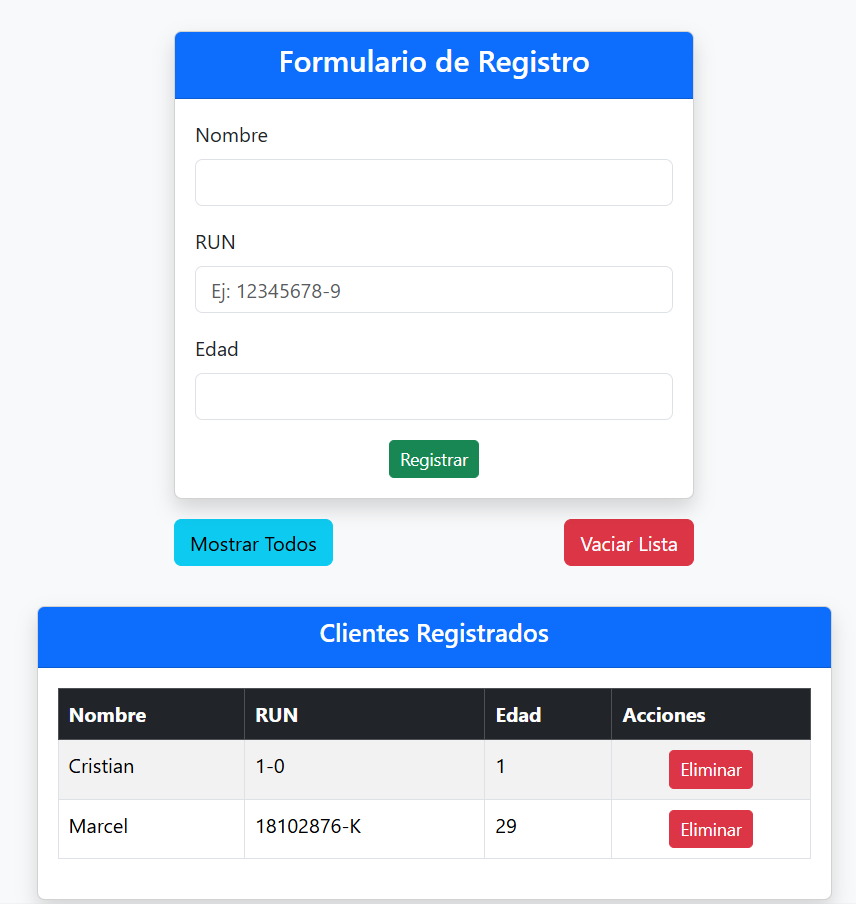 Formulario de Registro
Nombre
RUN
Ej: 12345678-9
Edad
Registrar
Mostrar Todos Vaciar Lista
Clientes Registrados
Nombre RUN Edad Acciones
Cristian 1-0 1 Eliminar
Marcel 18102876-K 29 Eliminar